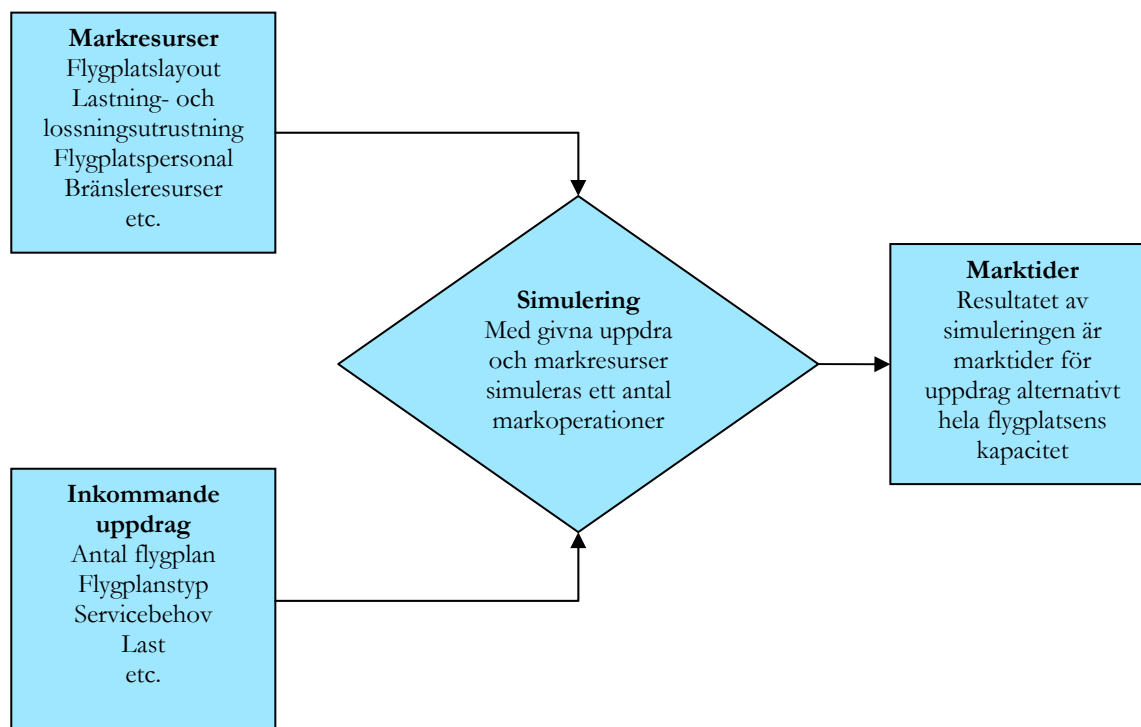 Markresurser
Flygplatslayout
Lastning- och
lossningsutrustning
Flygplatspersonal
Bränsleresurser
etc.
Simulering
Med givna uppdra
och markresurser
simuleras ett antal
markoperationer
Marktider
Resultatet av
simuleringen är
marktider för
uppdrag alternativt
hela flygplatsens
kapacitet
Inkommande
uppdrag
Antal flygplan
Flygplanstyp
Servicebehov
Last
etc.